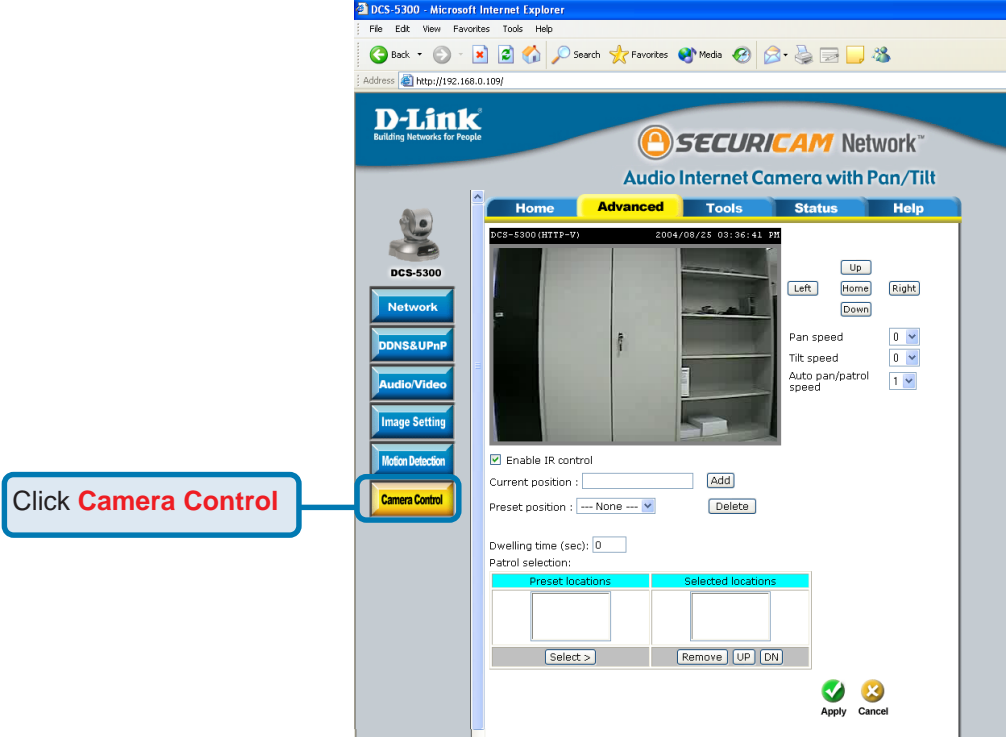 DCS-5300 - Microsoft Internet Explorer
File Edit View Favorites Tools Help
Back Search Favorites Media
Address http://192.168.0.109/
D-Link®
Building Networks for People
SECURICAM Network™
Audio Internet Camera with Pan/Tilt
Home Advanced Tools Status Help
DCS-5300
Network
DDNS&UPnP
Audio/Video
Image Setting
Motion Detection
Camera Control
Click Camera Control
DCS-5300(HTTP-V) 2004/08/25 03:36:41 PM
Up
Left Home Right
Down
Pan speed 0
Tilt speed 0
Auto pan/patrol speed 1
Enable IR control
Current position : Add
Preset position : --- None --- Delete
Dwelling time (sec): 0
Patrol selection:
Preset locations Selected locations
Select > Remove UP DN
Apply Cancel